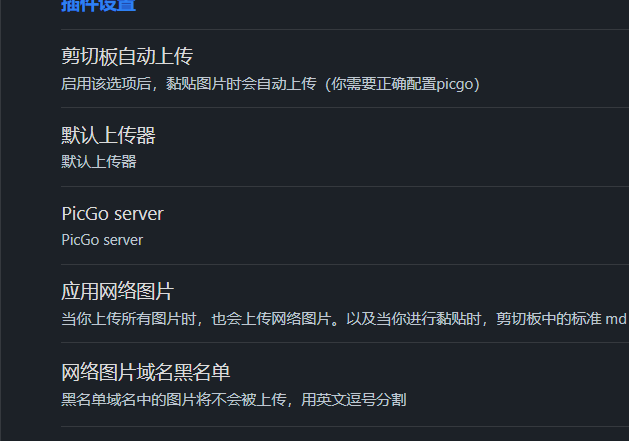 插件设置
剪切板自动上传
启用该选项后，黏贴图片时会自动上传（你需要正确配置picgo）
默认上传器
默认上传器
PicGo server
PicGo server
应用网络图片
当你上传所有图片时，也会上传网络图片。以及当你进行黏贴时，剪切板中的标准 md
网络图片域名黑名单
黑名单域名中的图片将不会被上传，用英文逗号分割